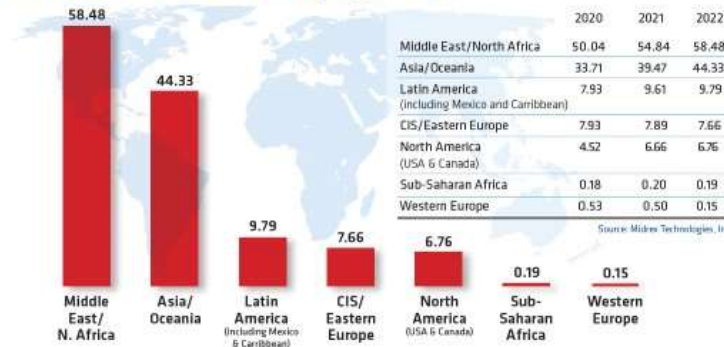 58.48
44.33
9.79
7.66
6.76
0.19
0.15
Middle
East/
N. Africa
Asia/
Oceania
Latin
America
(Including Mexico
& Carribbean)
CIS/
Eastern
Europe
North
America
(USA & Canada)
Sub-
Saharan
Africa
Western
Europe
2020 2021 2022
Middle East/North Africa 50.04 54.84 58.48
Asia/Oceania 33.71 39.47 44.33
Latin America 7.93 9.61 9.79
(including Mexico and Carribbean)
CIS/Eastern Europe 7.93 7.89 7.66
North America 4.52 6.66 6.76
(USA & Canada)
Sub-Saharan Africa 0.18 0.20 0.19
Western Europe 0.53 0.50 0.15
Source: Midrex Technologies,